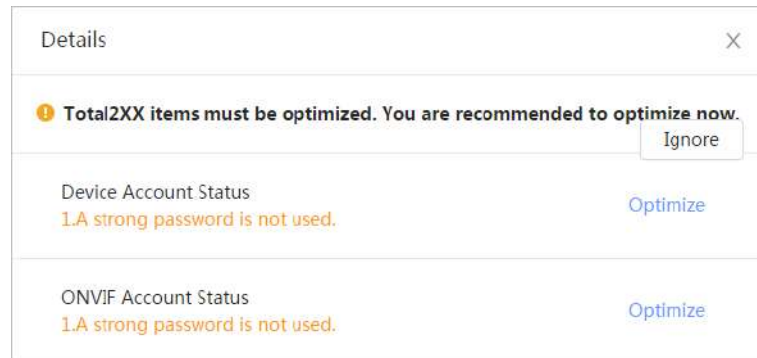 Details
Total2XX items must be optimized. You are recommended to optimize now.
Ignore
Device Account Status
Optimize
1.A strong password is not used.
ONVIF Account Status
Optimize
1.A strong password is not used.